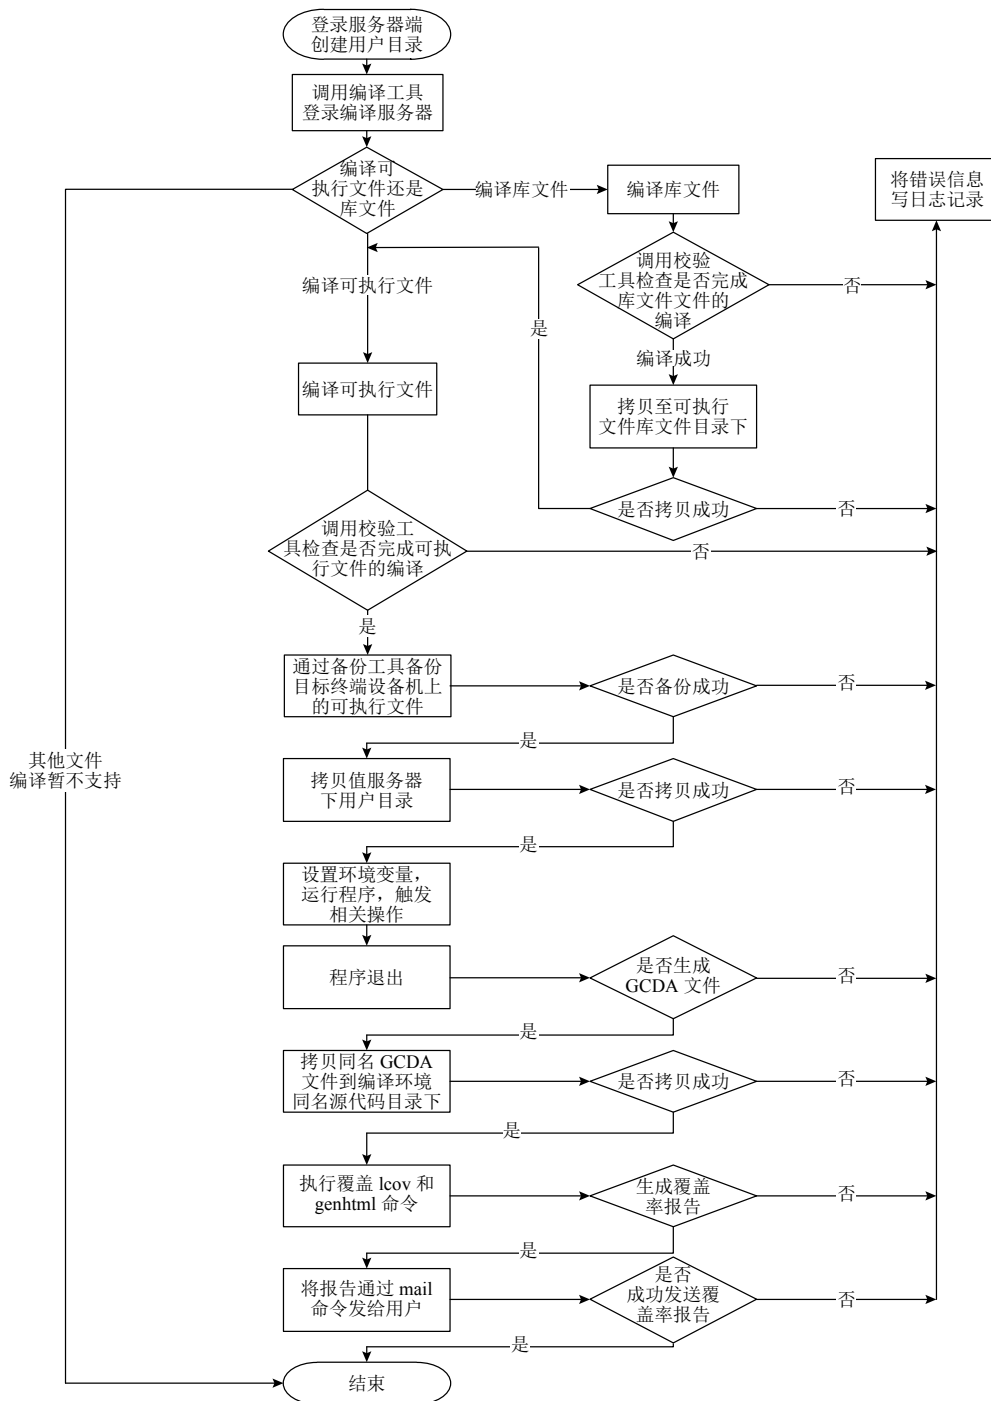 登录服务器端
创建用户目录
调用编译工具
登录编译服务器
编译可
执行文件还是
库文件
编译库文件
编译库文件
将错误信息
写日志记录
调用校验
工具检查是否完成
库文件文件的
编译
否
编译可执行文件
是
编译成功
编译可执行文件
拷贝至可执行
文件库文件目录下
是否拷贝成功
否
调用校验工
具检查是否完成可执
行文件的编译
否
是
通过备份工具备份
目标终端设备机上
的可执行文件
是否备份成功
否
是
其他文件
编译暂不支持
拷贝值服务器
下用户目录
是否拷贝成功
否
是
设置环境变量，
运行程序，触发
相关操作
程序退出
是否生成
GCDA 文件
否
是
拷贝同名 GCDA
文件到编译环境
同名源代码目录下
是否拷贝成功
否
是
执行覆盖 lcov 和
genhtml 命令
生成覆盖
率报告
否
是
将报告通过 mail
命令发给用户
是否
成功发送覆
盖率报告
否
是
结束